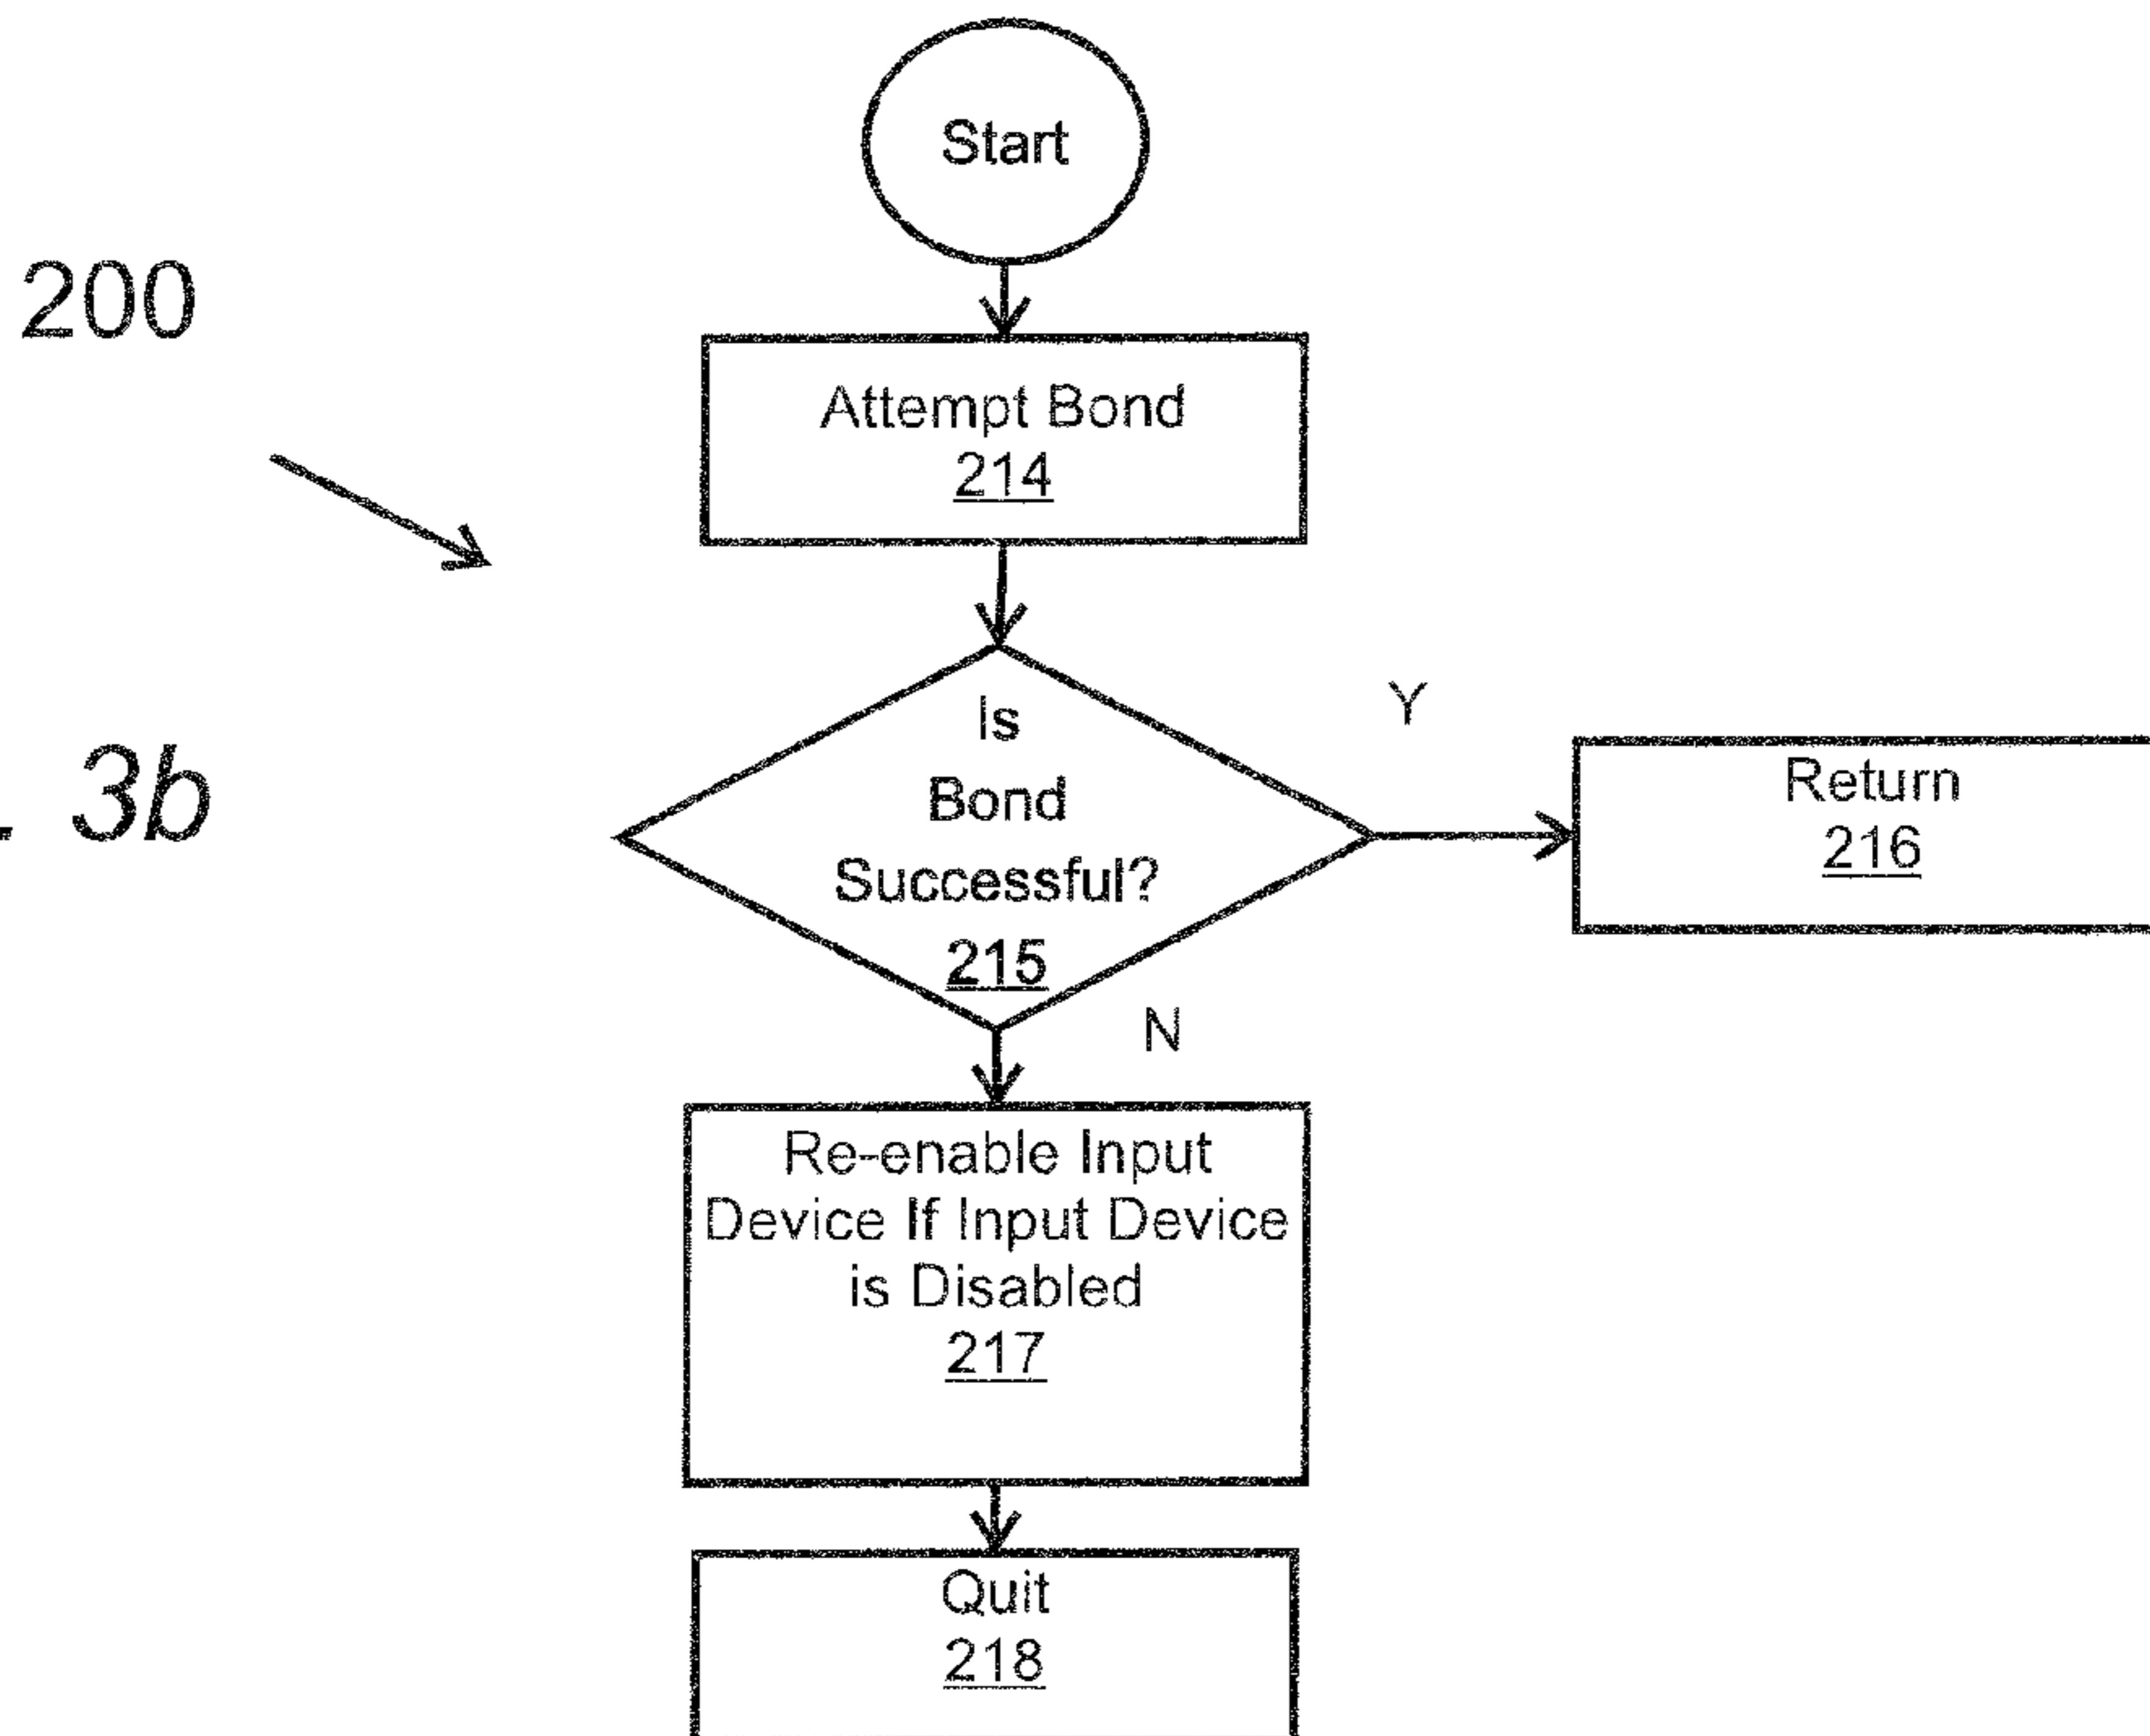 Start
200
Attempt Bond
214
Y
Is
Bond
Successful?
215
Return
216
. 3b
N
Re-enable Input
Device If Input Device
is Disabled
217
Quit
218